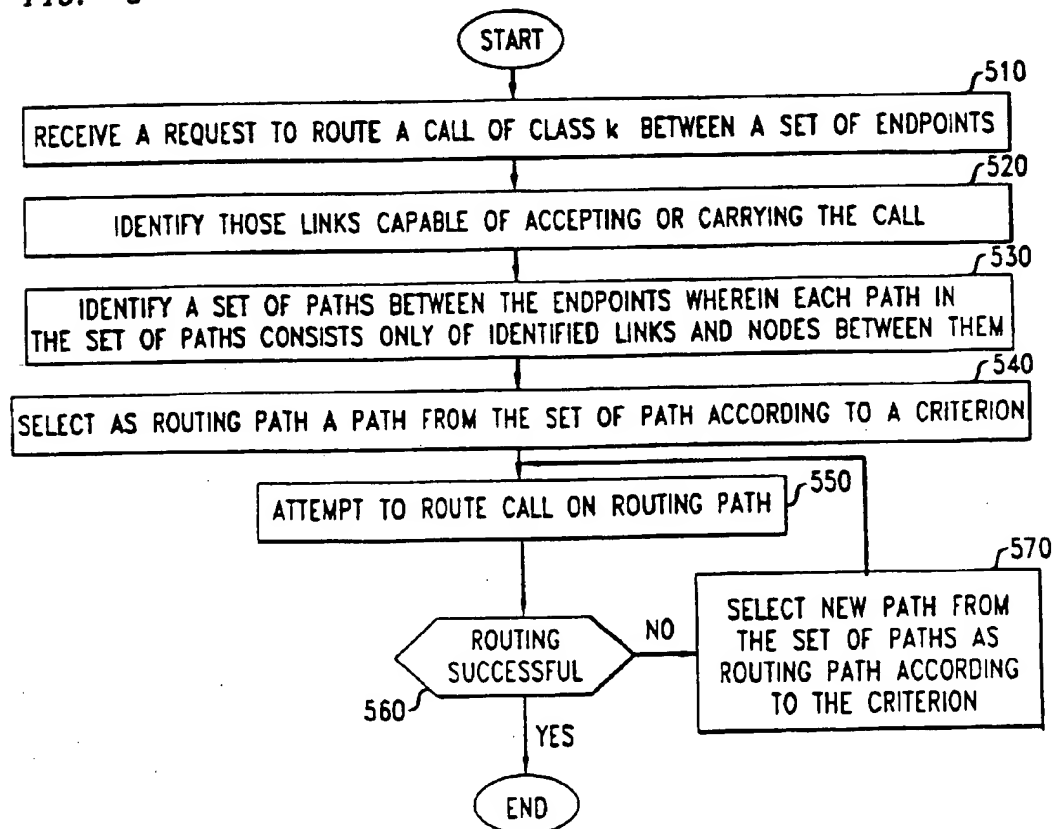 FIG.
START
510
RECEIVE A REQUEST TO ROUTE A CALL OF CLASS k BETWEEN A SET OF ENDPOINTS
520
IDENTIFY THOSE LINKS CAPABLE OF ACCEPTING OR CARRYING THE CALL
530
IDENTIFY A SET OF PATHS BETWEEN THE ENDPOINTS WHEREIN EACH PATH IN
THE SET OF PATHS CONSISTS ONLY OF IDENTIFIED LINKS AND NODES BETWEEN THEM
540
SELECT AS ROUTING PATH A PATH FROM THE SET OF PATH ACCORDING TO A CRITERION
550
ATTEMPT TO ROUTE CALL ON ROUTING PATH
570
ROUTING
SUCCESSFUL
560
NO
SELECT NEW PATH FROM
THE SET OF PATHS AS
ROUTING PATH ACCORDING
TO THE CRITERION
YES
END